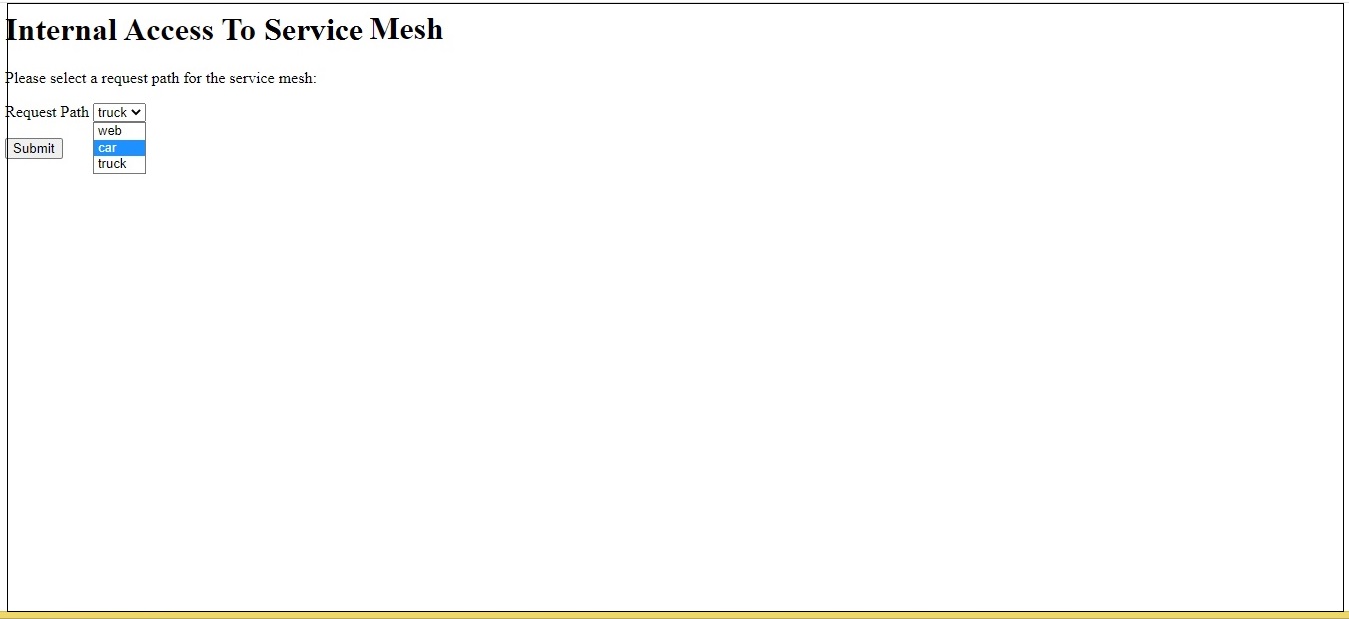 Internal Access To Service Mesh
Please select a request path for the service mesh:
Request Path truck
web
car
truck
Submit